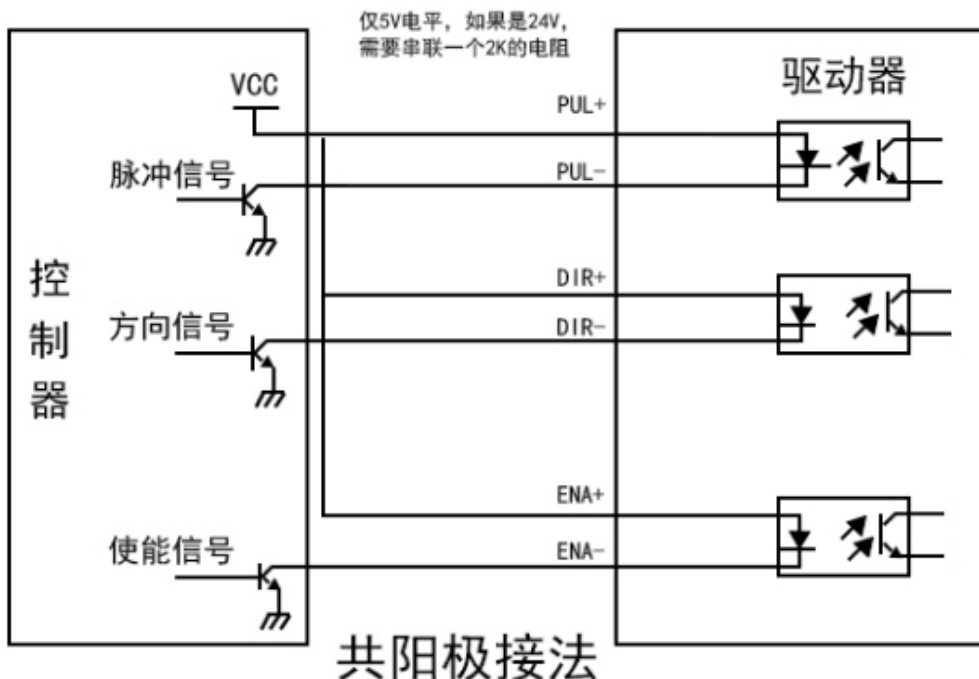 仅5V电平，如果是24V，
需要串联一个2K的电阻
驱动器
VCC
PUL+
脉冲信号
PUL-
控制器
DIR+
方向信号
DIR-
ENA+
使能信号
ENA-
共阳极接法